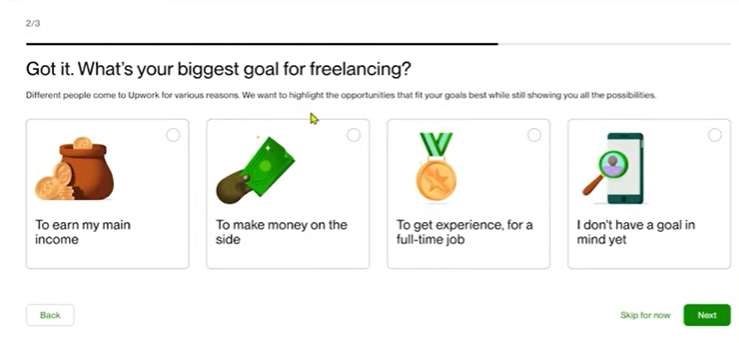 2/3
Got it. What's your biggest goal for freelancing?
Different people come to Upwork for various reasons. We want to highlight the opportunities that fit your goals best while still showing you all the possibilities.
To earn my main
income
To make money on the
side
To get experience, for a
full-time job
I don't have a goal in
mind yet
Back
Skip for now
Next